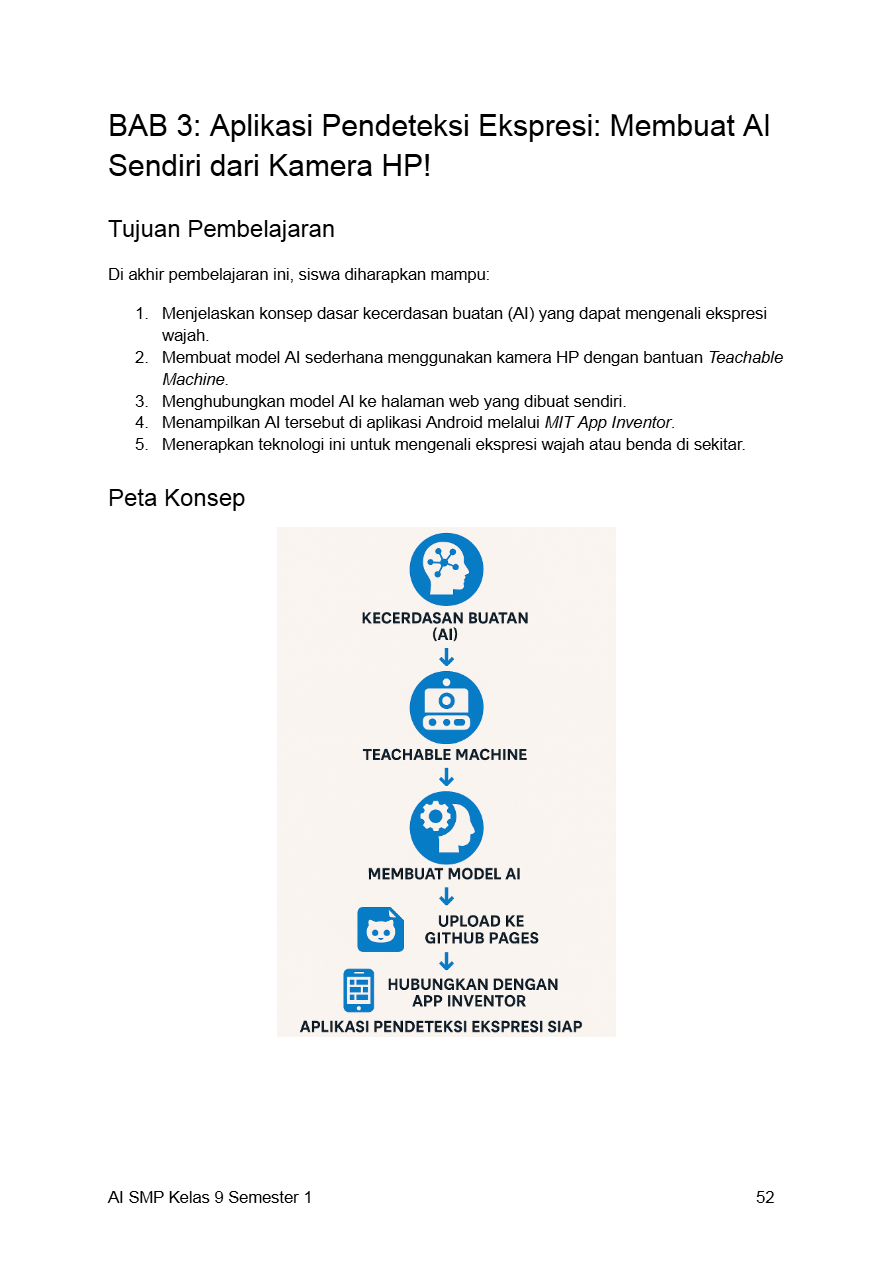 BAB 3: Aplikasi Pendeteksi Ekspresi: Membuat AI
Sendiri dari Kamera HP!
Tujuan Pembelajaran
Di akhir pembelajaran ini, siswa diharapkan mampu:
1. Menjelaskan konsep dasar kecerdasan buatan (AI) yang dapat mengenali ekspresi
wajah.
2. Membuat model AI sederhana menggunakan kamera HP dengan bantuan Teachable
Machine.
3. Menghubungkan model AI ke halaman web yang dibuat sendiri.
4. Menampilkan AI tersebut di aplikasi Android melalui MIT App Inventor.
5. Menerapkan teknologi ini untuk mengenali ekspresi wajah atau benda di sekitar.
Peta Konsep
KECERDASAN BUATAN
(AI)
TEACHABLE MACHINE
MEMBUAT MODEL AI
UPLOAD KE
GITHUB PAGES
HUBUNGKAN DENGAN
APP INVENTOR
APLIKASI PENDETEKSI EKSPRESI SIAP
AI SMP Kelas 9 Semester 1
52